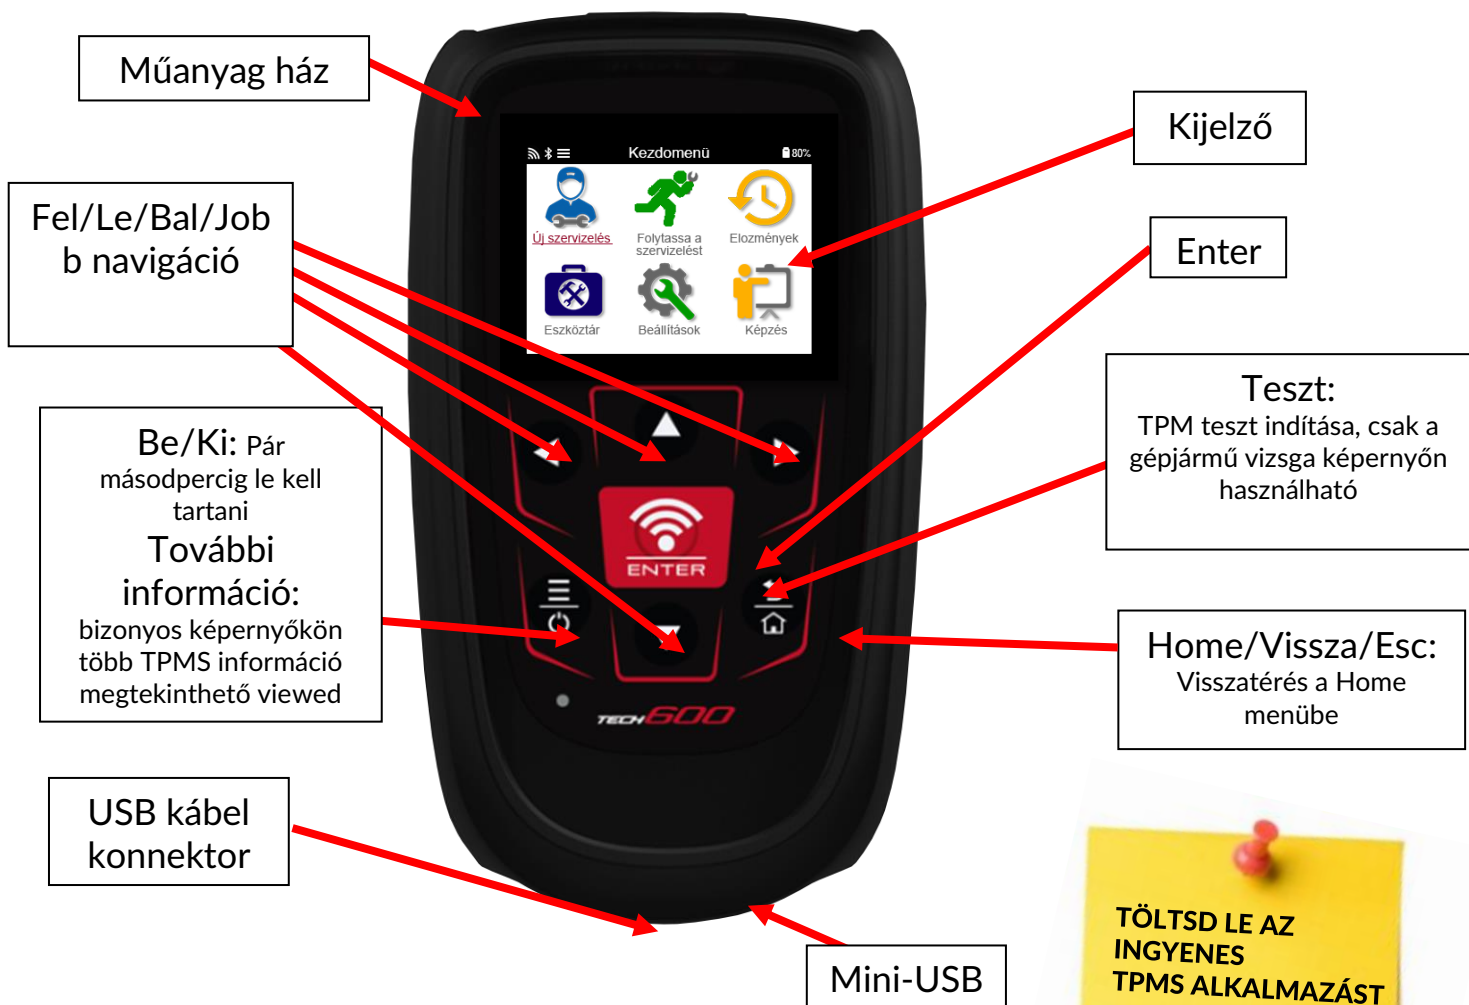 Műanyag ház
Kijelző
Fel/Le/Bal/Job
b navigáció
Enter
Be/Ki: Pár
másodpercig le kell
tartani
További
információ:
bizonyos képernyőkön
több TPMS információ
megtekinthető viewed
Teszt:
TPM teszt indítása, csak a
gépjármű vizsga képernyőn
használható
Home/Vissza/Esc:
Visszatérés a Home
menübe
USB kábel
konnektor
Mini-USB
Kezdomenü
80%
Új szervizelés
Folytassa a
szervizelést
Elozmények
Eszköztár
Beállítások
Képzés
ENTER
TECH600
TÖLTSD LE AZ
INGYENES
TPMS ALKALMAZÁST